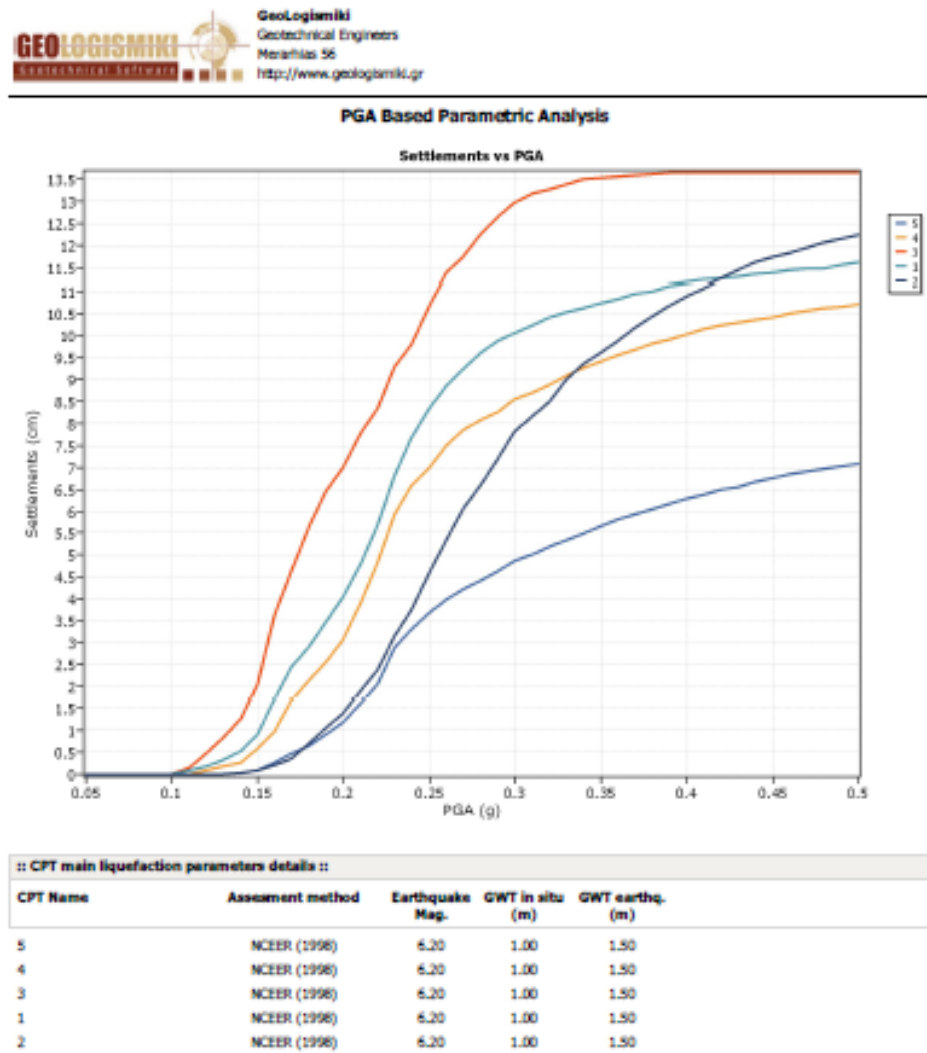 GEOLOGISMIKI
Geotechnical Software
GeoLogismiki
Geotechnical Engineers
Merarhias 56
http://www.geologismiki.gr
PGA Based Parametric Analysis
Settlements vs PGA
13.5
13
12.5
12
11.5
11
10.5
10
9.5
9
8.5
8
7.5
7
6.5
6
5.5
5
4.5
4
3.5
3
2.5
2
1.5
1
0.5
0
Settlements (cm)
0.05 0.1 0.15 0.2 0.25 0.3 0.35 0.4 0.45 0.5
PGA (g)
5
4
3
1
2
:: CPT main liquefaction parameters details ::
CPT Name Assesment method Earthquake Mag. GWT in situ (m) GWT earthq. (m)
5 NCEER (1998) 6.20 1.00 1.50
4 NCEER (1998) 6.20 1.00 1.50
3 NCEER (1998) 6.20 1.00 1.50
1 NCEER (1998) 6.20 1.00 1.50
2 NCEER (1998) 6.20 1.00 1.50